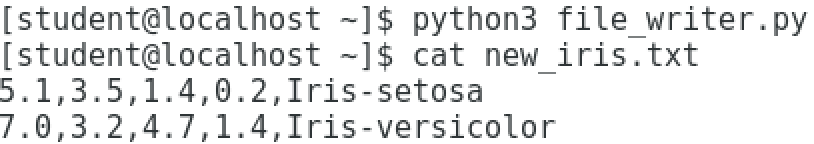 [student@localhost ~]$ python3 file_writer.py
[student@localhost ~]$ cat new_iris.txt
5.1,3.5,1.4,0.2,Iris-setosa
7.0,3.2,4.7,1.4,Iris-versicolor